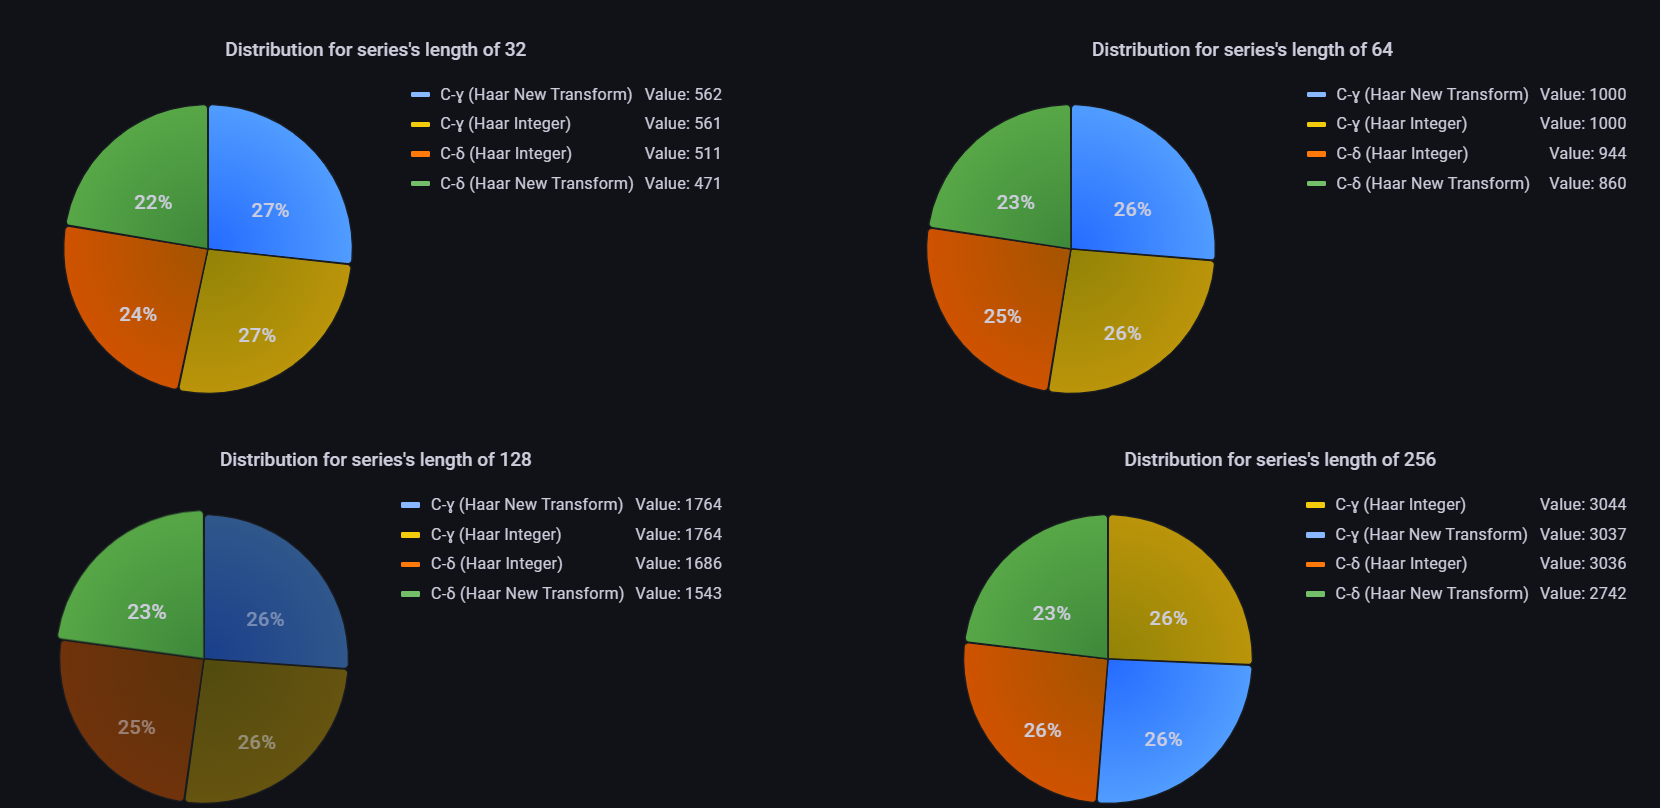 Distribution for series's length of 32
C-ɣ (Haar New Transform) Value: 562
C-ɣ (Haar Integer) Value: 561
C-δ (Haar Integer) Value: 511
C-δ (Haar New Transform) Value: 471
22%
27%
24%
27%
Distribution for series's length of 64
C-ɣ (Haar New Transform) Value: 1000
C-ɣ (Haar Integer) Value: 1000
C-δ (Haar Integer) Value: 944
C-δ (Haar New Transform) Value: 860
23%
26%
25%
26%
Distribution for series's length of 128
C-ɣ (Haar New Transform) Value: 1764
C-ɣ (Haar Integer) Value: 1764
C-δ (Haar Integer) Value: 1686
C-δ (Haar New Transform) Value: 1543
23%
26%
25%
26%
Distribution for series's length of 256
C-ɣ (Haar Integer) Value: 3044
C-ɣ (Haar New Transform) Value: 3037
C-δ (Haar Integer) Value: 3036
C-δ (Haar New Transform) Value: 2742
23%
26%
26%
26%